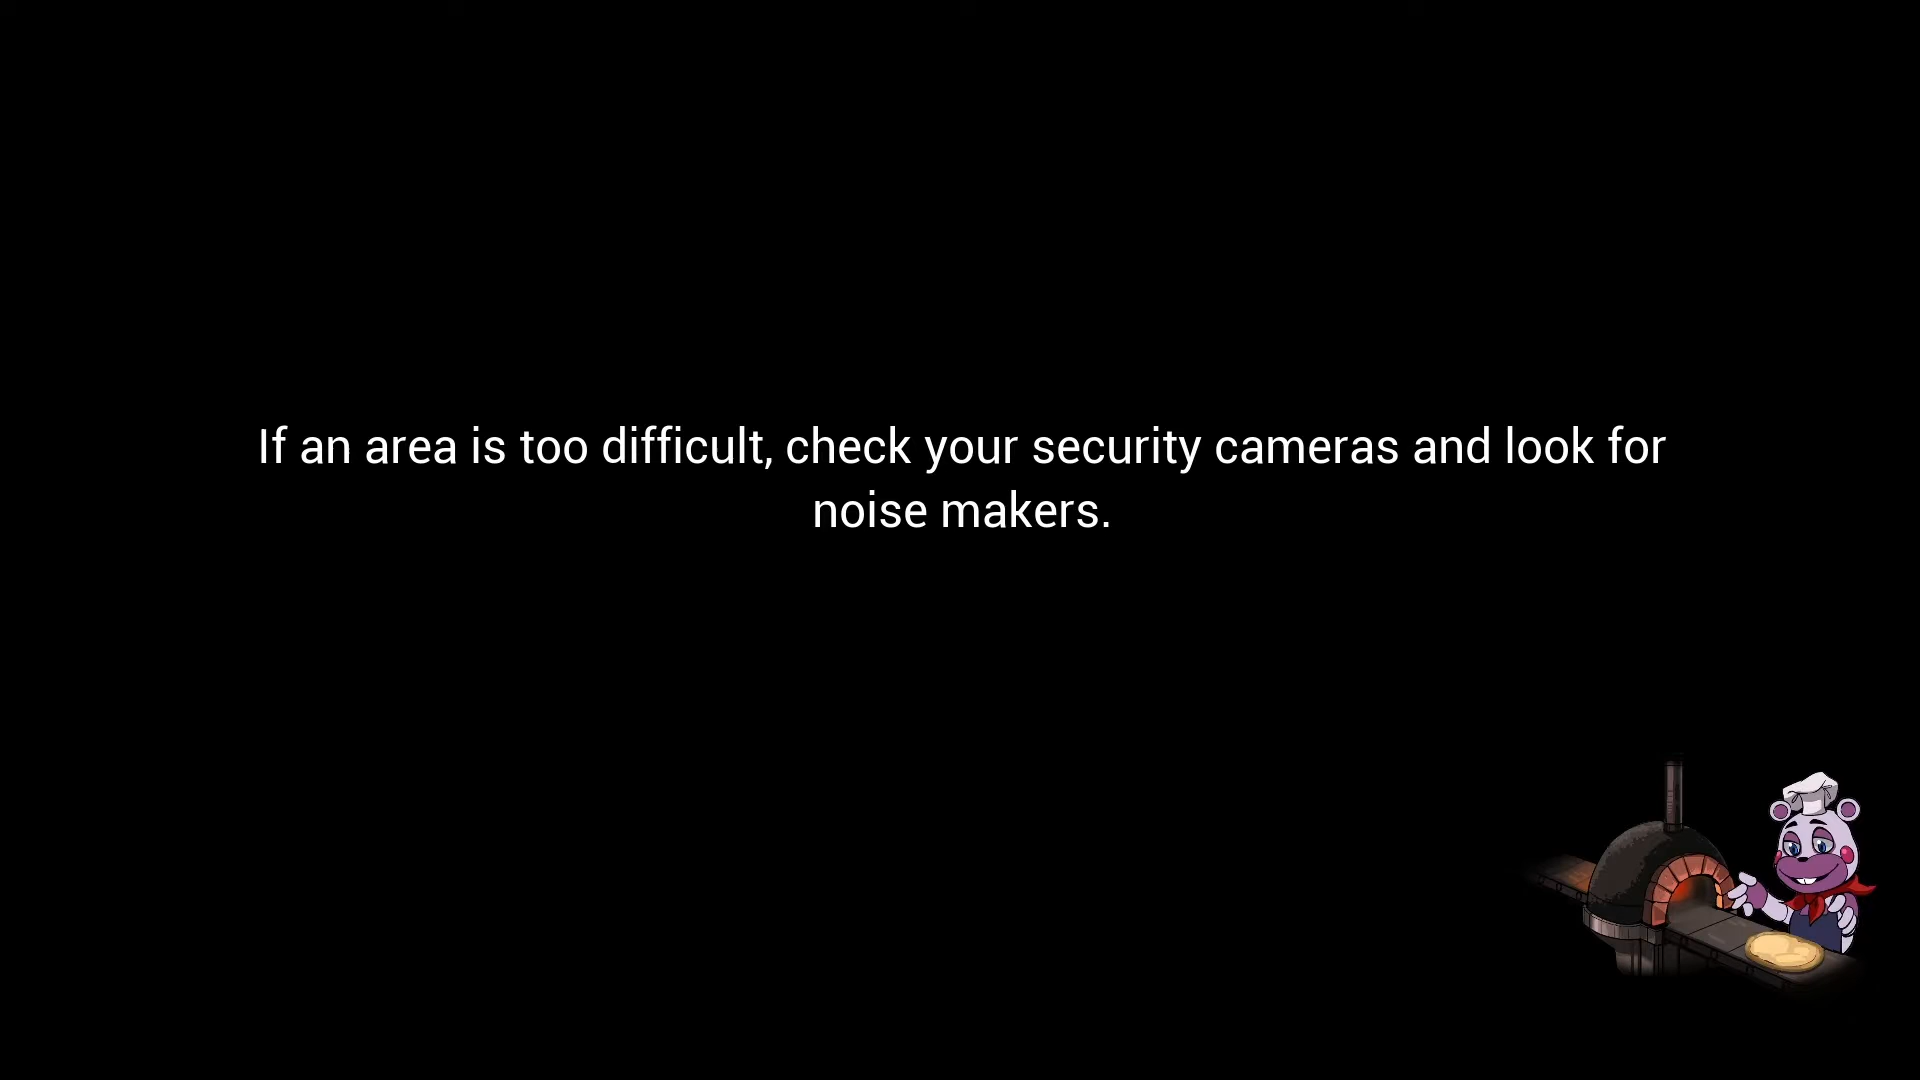 If an area is too difficult, check your security cameras and look for
noise makers.